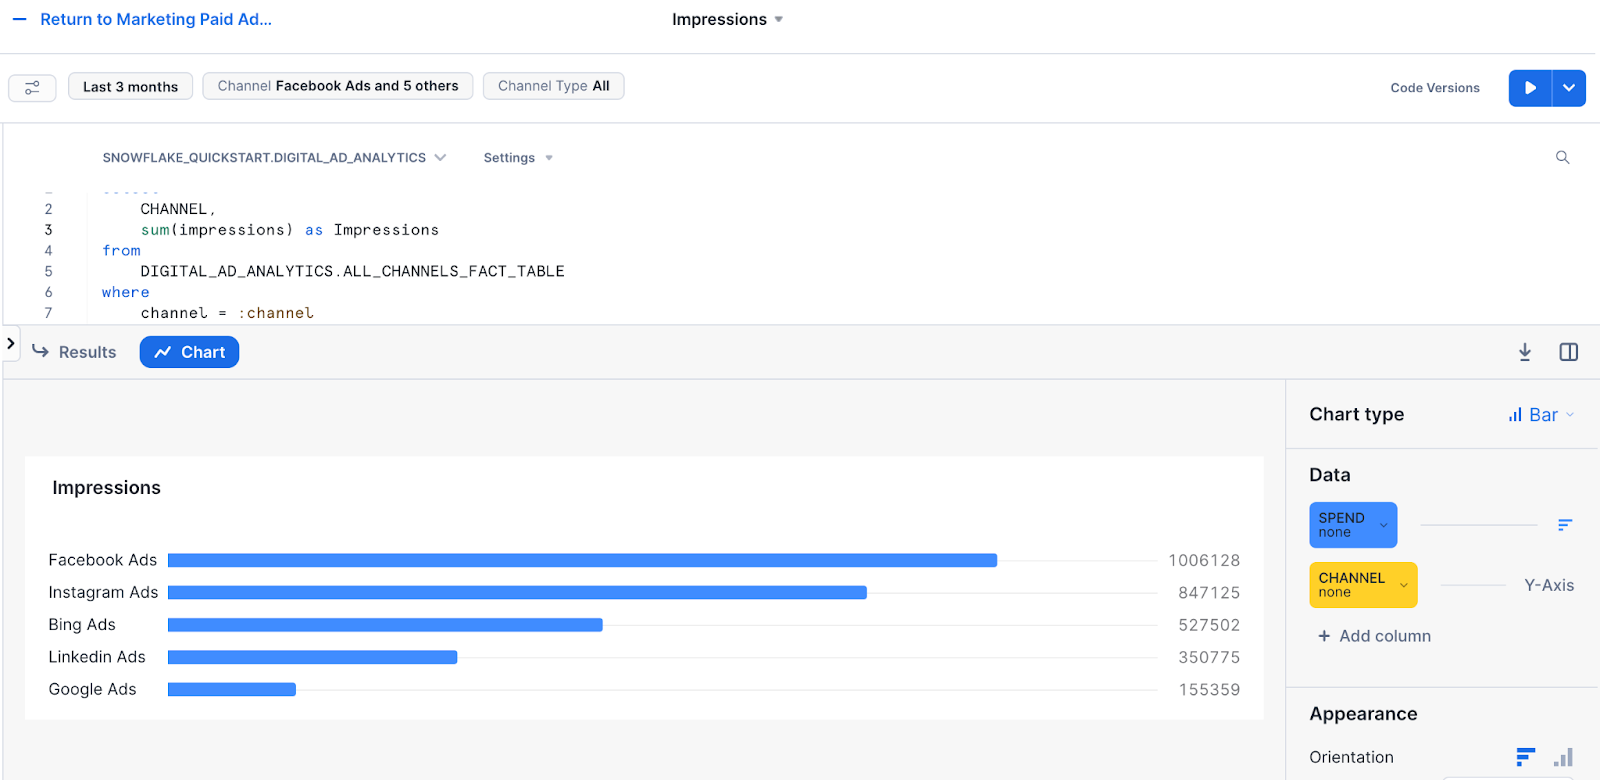 Return to Marketing Paid Ad...
Impressions
Last 3 months
Channel Facebook Ads and 5 others
Channel Type All
Code Versions
SNOWFLAKE_QUICKSTART.DIGITAL_AD_ANALYTICS
Settings
2 CHANNEL,
3 sum(impressions) as Impressions
4 from
5 DIGITAL_AD_ANALYTICS.ALL_CHANNELS_FACT_TABLE
6 where
7 channel = :channel
Results
Chart
Chart type
Bar
Impressions
Facebook Ads 1006128
Instagram Ads 847125
Bing Ads 527502
Linkedin Ads 350775
Google Ads 155359
Data
SPEND
none
CHANNEL
none
Y-Axis
+ Add column
Appearance
Orientation